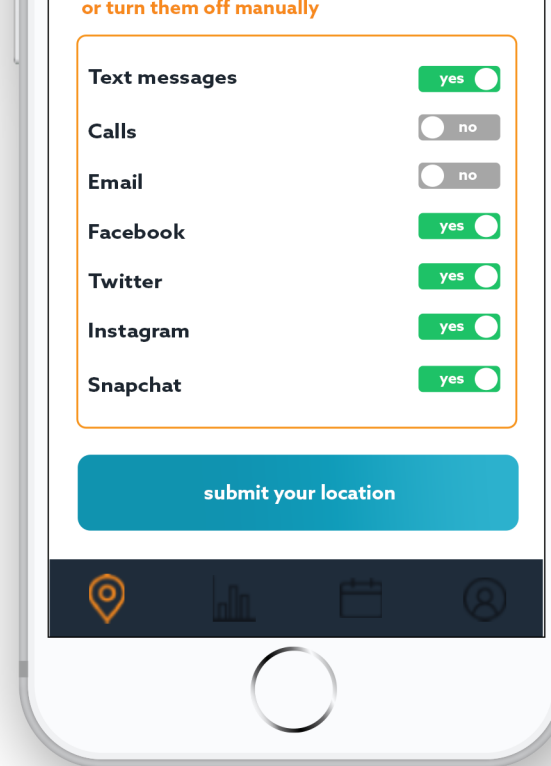 or turn them off manually
Text messages yes
Calls no
Email no
Facebook yes
Twitter yes
Instagram yes
Snapchat yes
submit your location